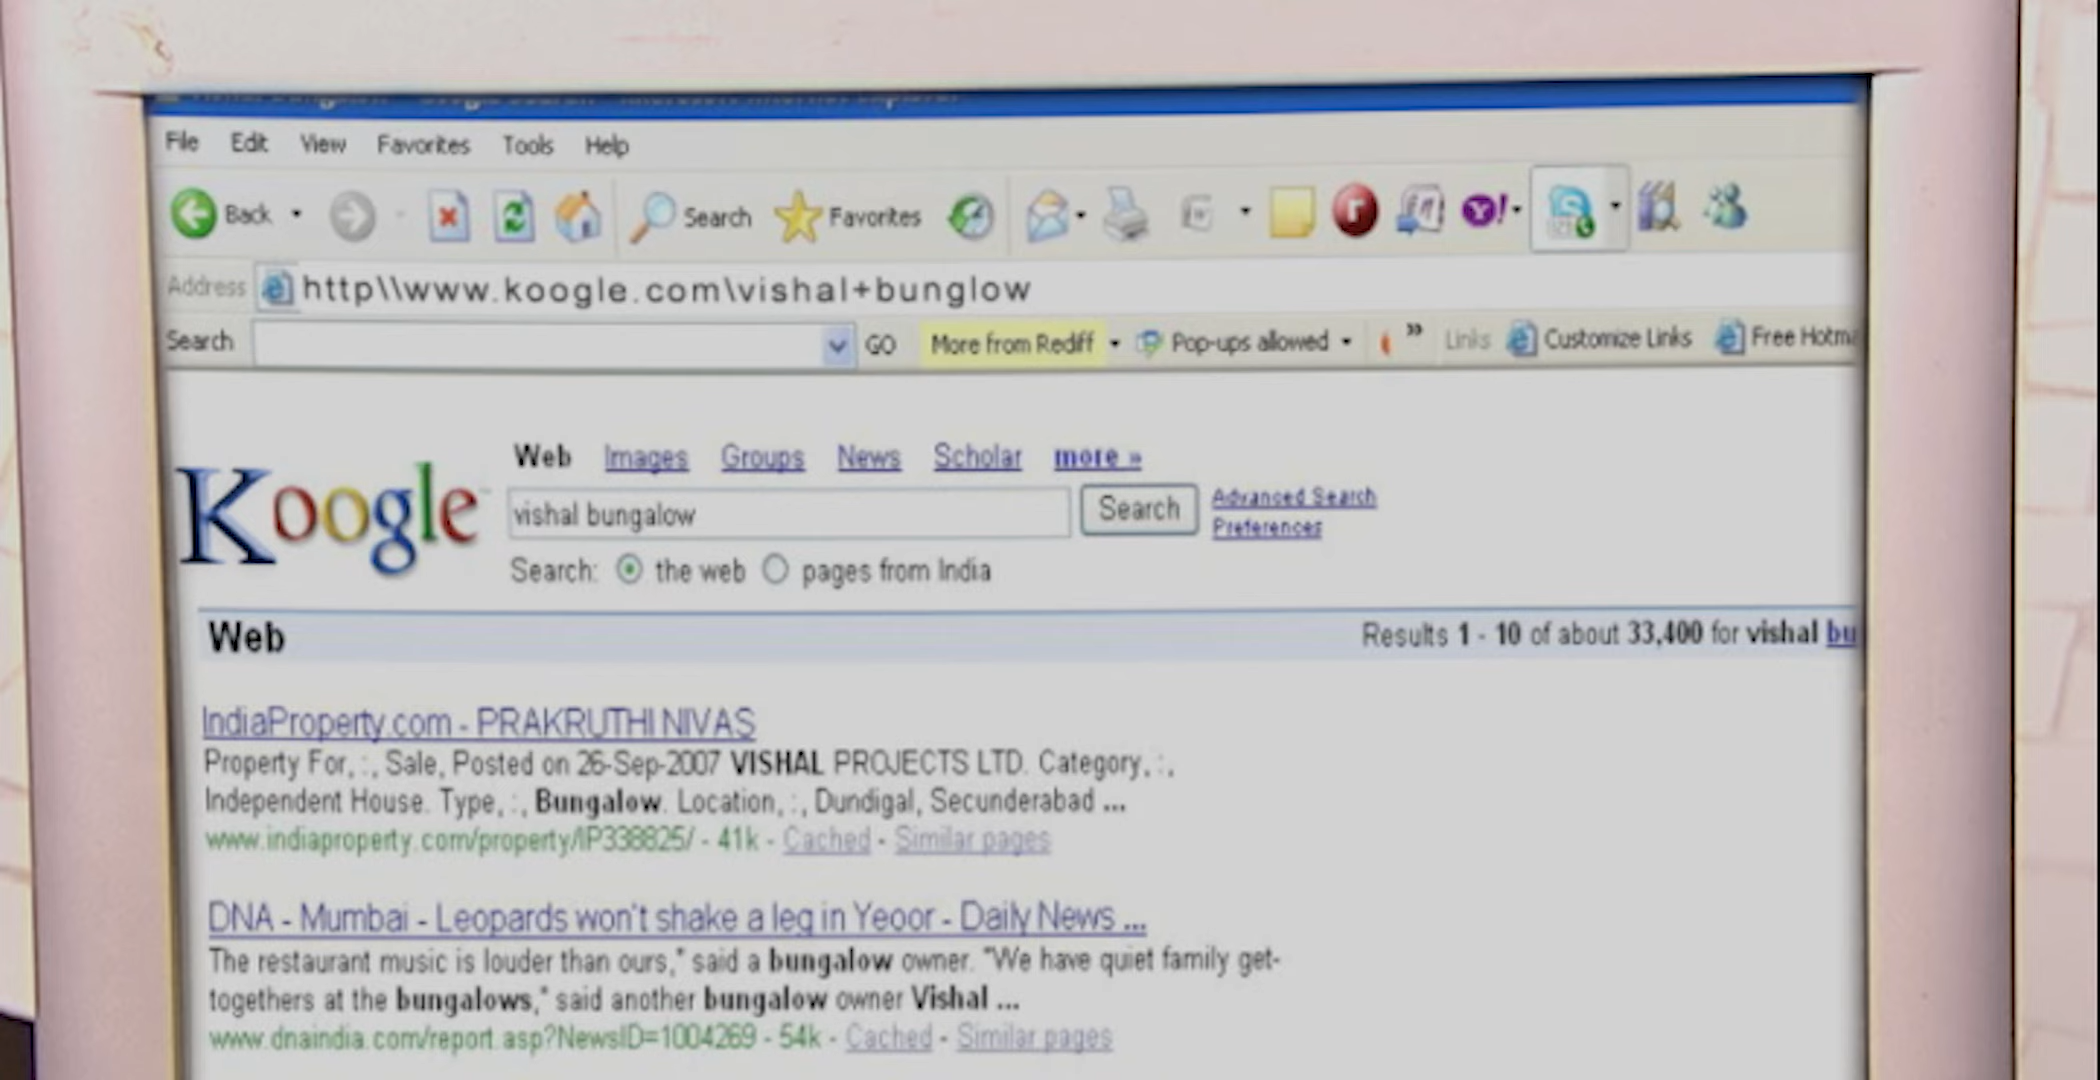 File Edit View Favorites Tools Help
Back Search Favorites
Address http\\www.koogle.com\vishal+bunglow
Search GO More from Rediff Pop-ups allowed » Links Customize Links Free Hotma
Web Images Groups News Scholar more »
Koogle vishal bungalow Search Advanced Search
Preferences
Search: the web pages from India
Web Results 1 - 10 of about 33,400 for vishal bu
IndiaProperty.com - PRAKRUTHI NIVAS
Property For, :, Sale, Posted on 26-Sep-2007 VISHAL PROJECTS LTD. Category, :,
Independent House. Type, :, Bungalow. Location, :, Dundigal, Secunderabad ...
www.indiaproperty.com/property/IP338825/ - 41k - Cached - Similar pages
DNA - Mumbai - Leopards won't shake a leg in Yeoor - Daily News ...
The restaurant music is louder than ours," said a bungalow owner. "We have quiet family get-
togethers at the bungalows," said another bungalow owner Vishal ...
www.dnaindia.com/report.asp?NewsID=1004269 - 54k - Cached - Similar pages